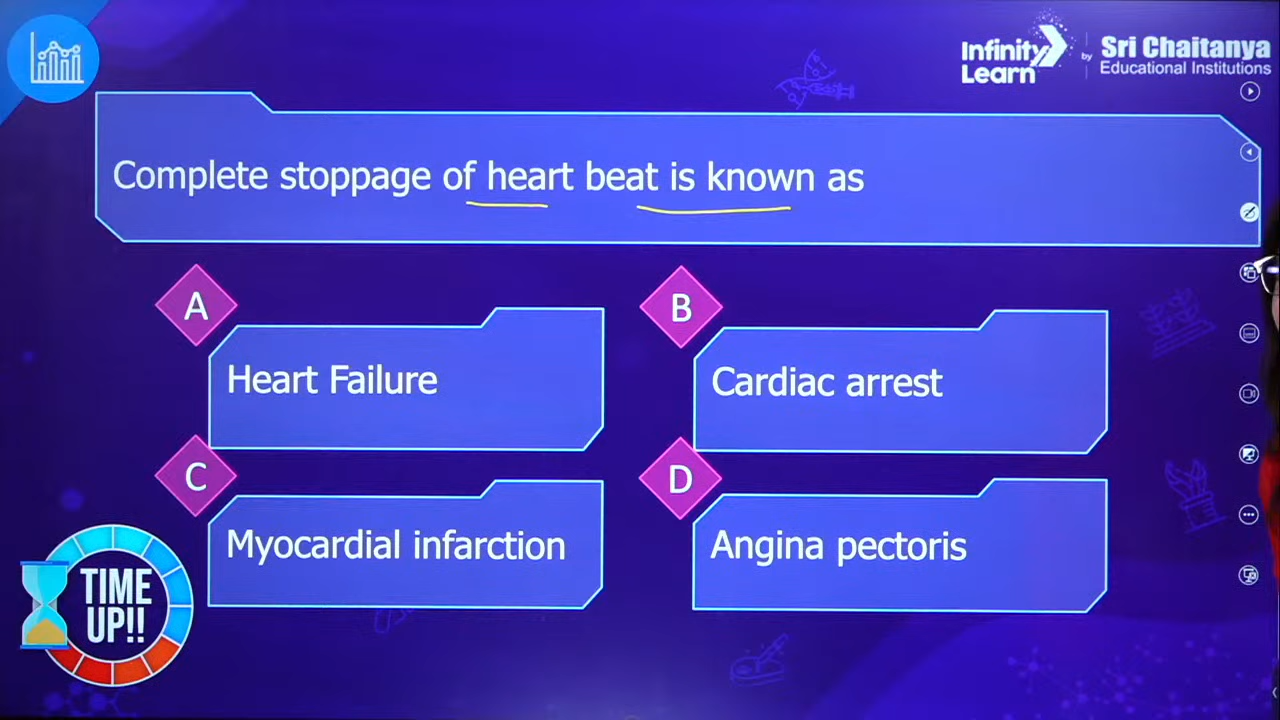 Infinity Learn
by
Sri Chaitanya
Educational Institutions
Complete stoppage of heart beat is known as
A
Heart Failure
B
Cardiac arrest
C
Myocardial infarction
D
Angina pectoris
TIME
UP!!